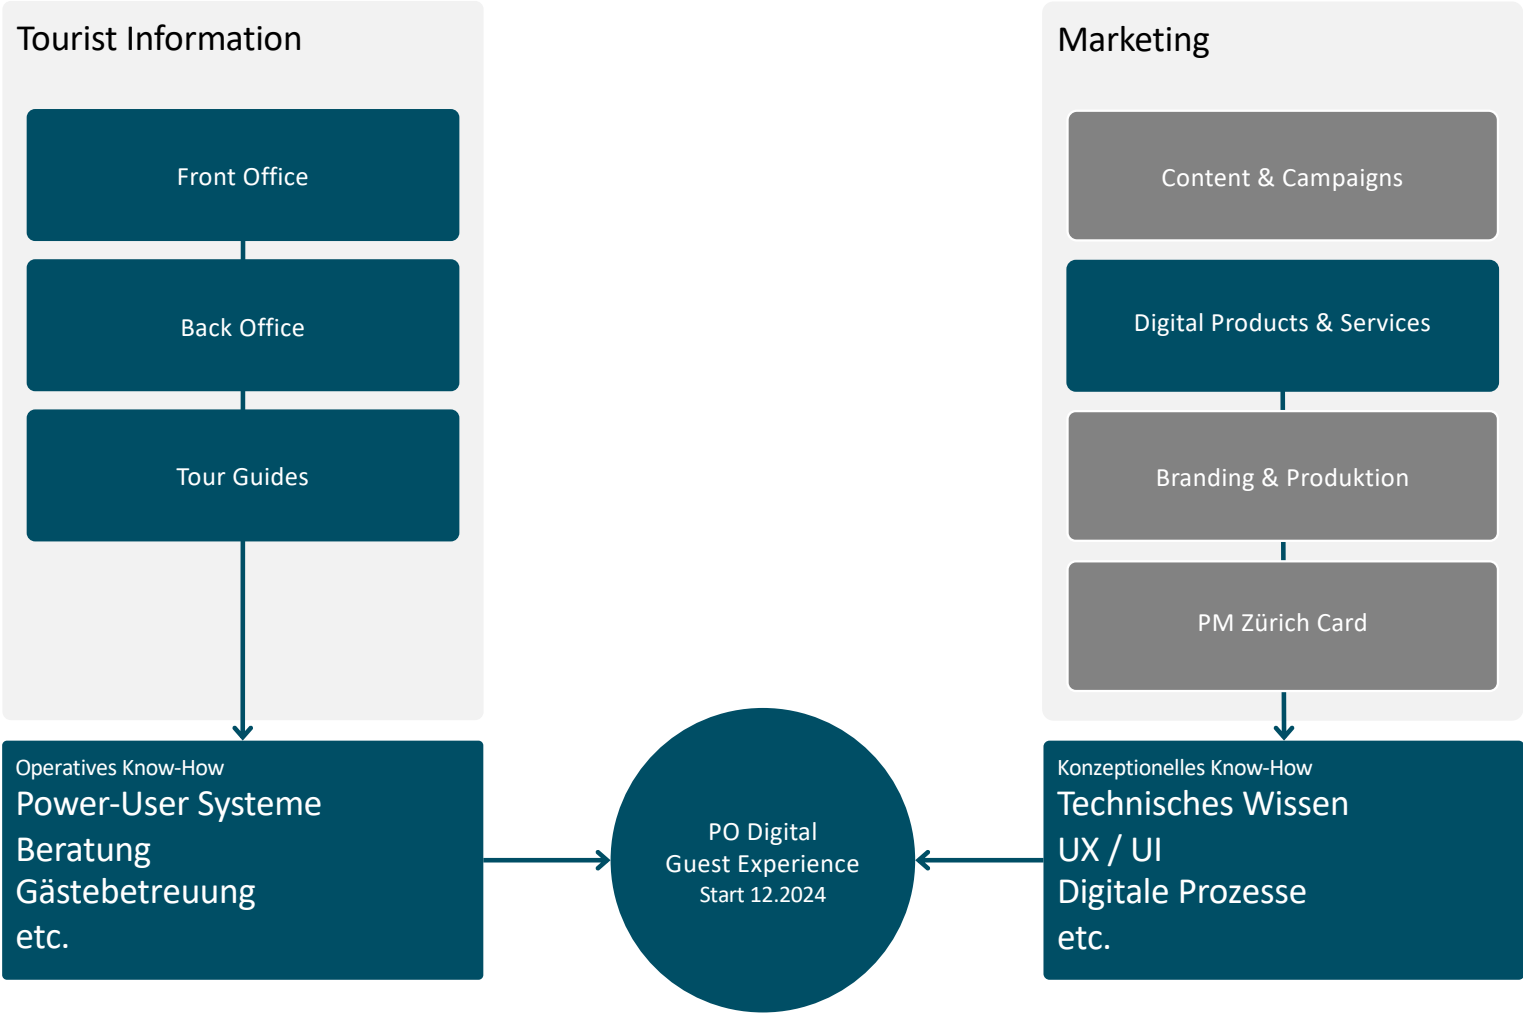 Tourist Information
Front Office
Back Office
Tour Guides
Operatives Know-How
Power-User Systeme
Beratung
Gästebetreuung
etc.
PO Digital
Guest Experience
Start 12.2024
Marketing
Content & Campaigns
Digital Products & Services
Branding & Produktion
PM Zürich Card
Konzeptionelles Know-How
Technisches Wissen
UX / UI
Digitale Prozesse
etc.